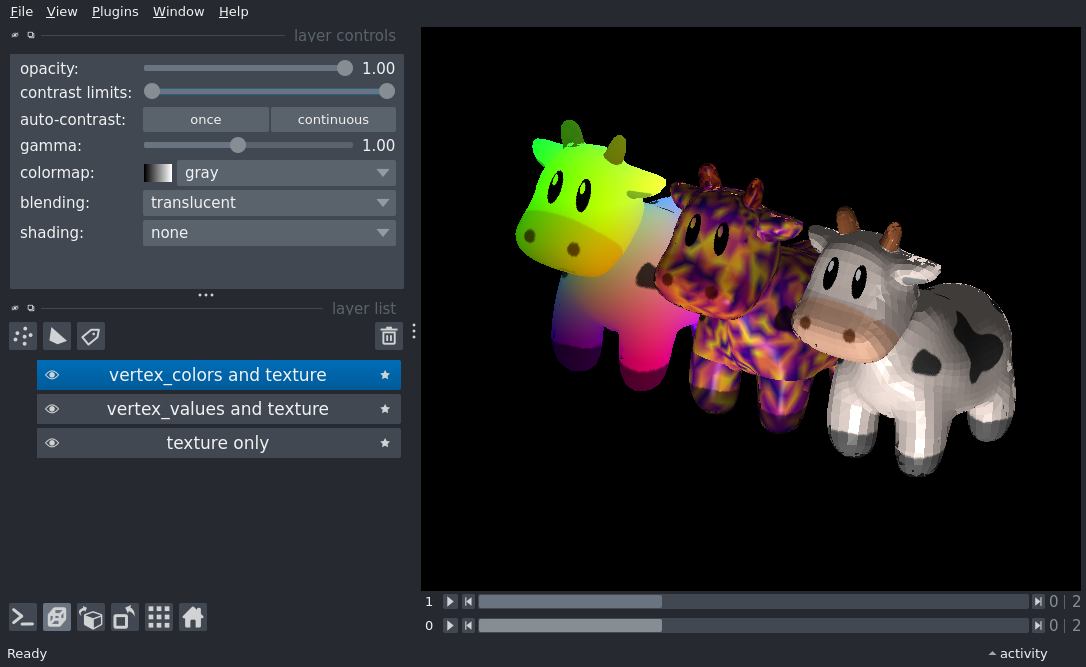 File View Plugins Window Help
layer controls
opacity: 1.00
contrast limits:
auto-contrast: once continuous
gamma: 1.00
colormap: gray
blending: translucent
shading: none
layer list
vertex_colors and texture
vertex_values and texture
texture only
1 0 | 2
0 0 | 2
Ready activity